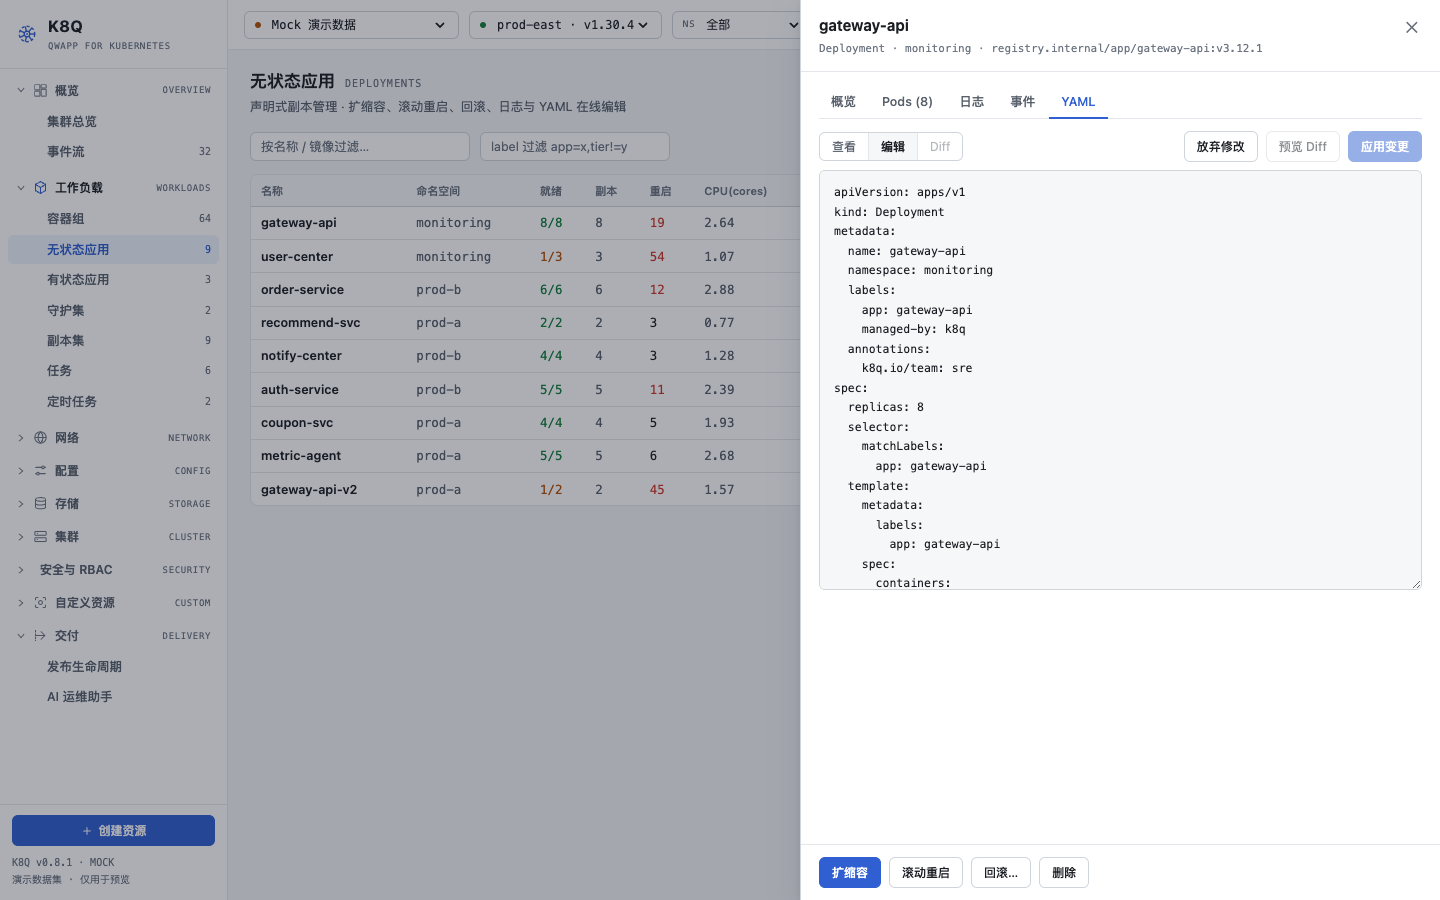 K8Q
QWAPP FOR KUBERNETES
概览 OVERVIEW
集群总览
事件流 32
工作负载 WORKLOADS
容器组 64
无状态应用 9
有状态应用 3
守护集 2
副本集 9
任务 6
定时任务 2
网络 NETWORK
配置 CONFIG
存储 STORAGE
集群 CLUSTER
安全与 RBAC SECURITY
自定义资源 CUSTOM
交付 DELIVERY
发布生命周期
AI 运维助手
+ 创建资源
K8Q v0.8.1 · MOCK
演示数据集 · 仅用于预览
Mock 演示数据
prod-east · v1.30.4
NS 全部
无状态应用 DEPLOYMENTS
声明式副本管理 · 扩缩容、滚动重启、回滚、日志与 YAML 在线编辑
按名称 / 镜像过滤...
label 过滤 app=x,tier!=y
名称 命名空间 就绪 副本 重启 CPU(cores)
gateway-api monitoring 8/8 8 19 2.64
user-center monitoring 1/3 3 54 1.07
order-service prod-b 6/6 6 12 2.88
recommend-svc prod-a 2/2 2 3 0.77
notify-center prod-b 4/4 4 3 1.28
auth-service prod-b 5/5 5 11 2.39
coupon-svc prod-a 4/4 4 5 1.93
metric-agent prod-a 5/5 5 6 2.68
gateway-api-v2 prod-a 1/2 2 45 1.57
gateway-api
Deployment · monitoring · registry.internal/app/gateway-api:v3.12.1
概览 Pods (8) 日志 事件 YAML
查看 编辑 Diff 放弃修改 预览 Diff 应用变更
apiVersion: apps/v1
kind: Deployment
metadata:
  name: gateway-api
  namespace: monitoring
  labels:
    app: gateway-api
    managed-by: k8q
  annotations:
    k8q.io/team: sre
spec:
  replicas: 8
  selector:
    matchLabels:
      app: gateway-api
  template:
    metadata:
      labels:
        app: gateway-api
    spec:
      containers:
扩缩容 滚动重启 回滚... 删除